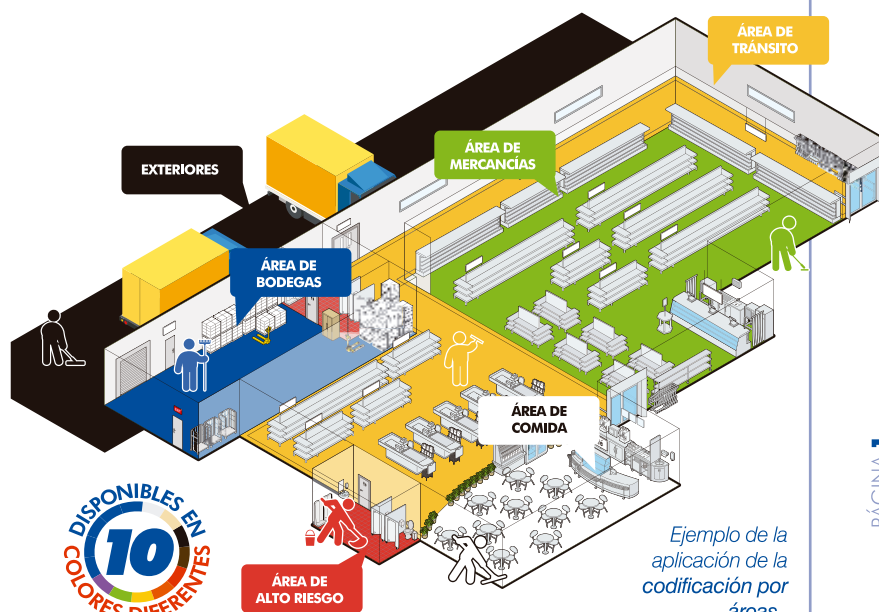 ÁREA DE
TRÁNSITO
ÁREA DE
MERCANCÍAS
EXTERIORES
ÁREA DE
BODEGAS
ÁREA DE
COMIDA
DISPONIBLES EN
10
COLORES DIFERENTES
ÁREA DE
ALTO RIESGO
Ejemplo de la
aplicación de la
codificación por
áreas
PÁGINA